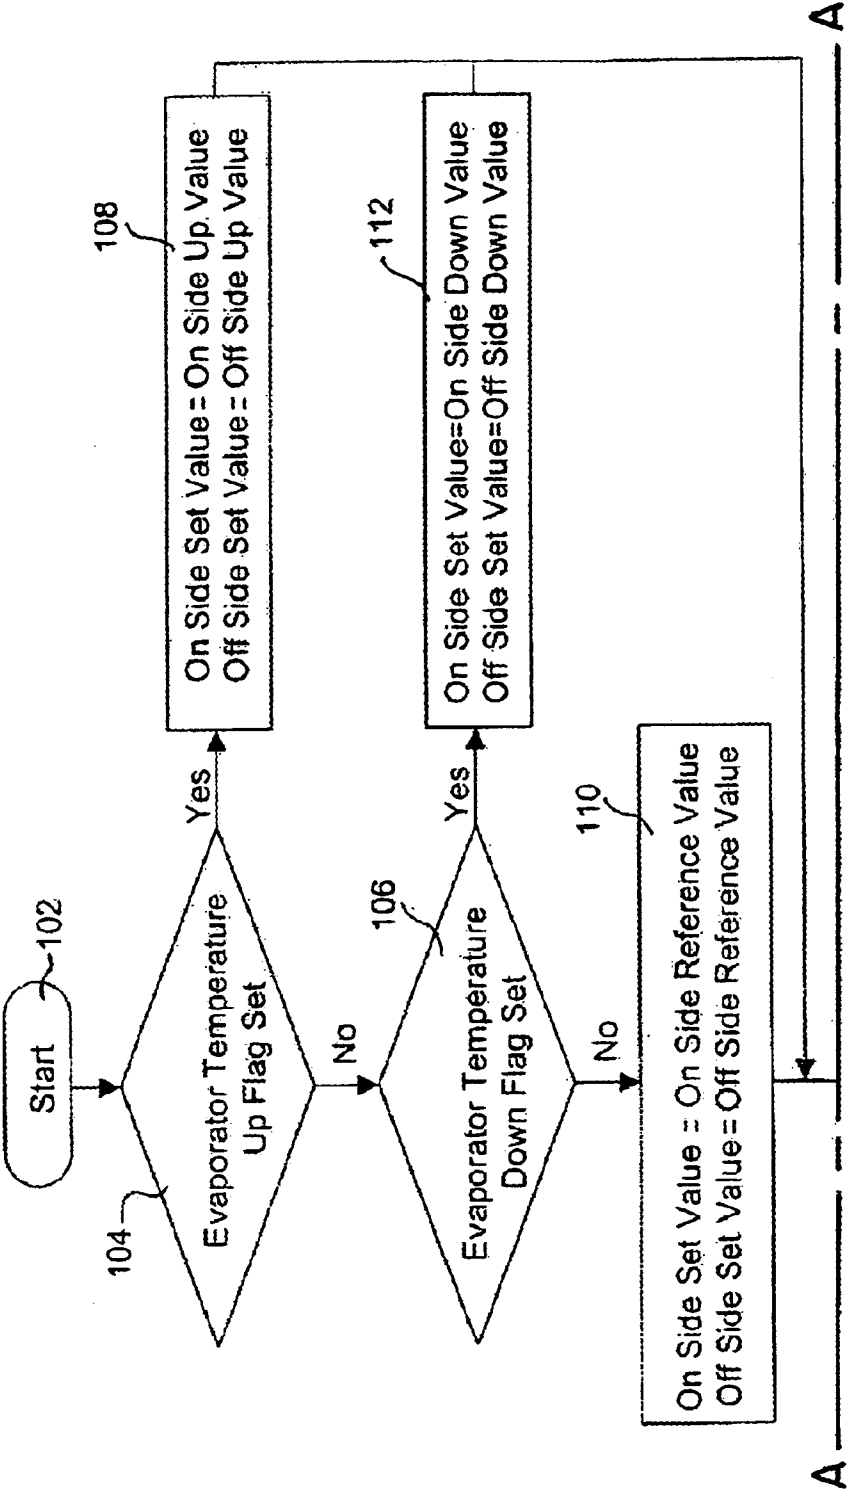 Start
102
104
Evaporator Temperature
Up Flag Set
Yes
108
On Side Set Value= On Side Up Value
Off Side Set Value= Off Side Up Value
No
106
Evaporator Temperature
Down Flag Set
Yes
112
On Side Set Value=On Side Down Value
Off Side Set Value=Off Side Down Value
No
110
On Side Set Value = On Side Reference Value
Off Side Set Value= Off Side Reference Value
A
A